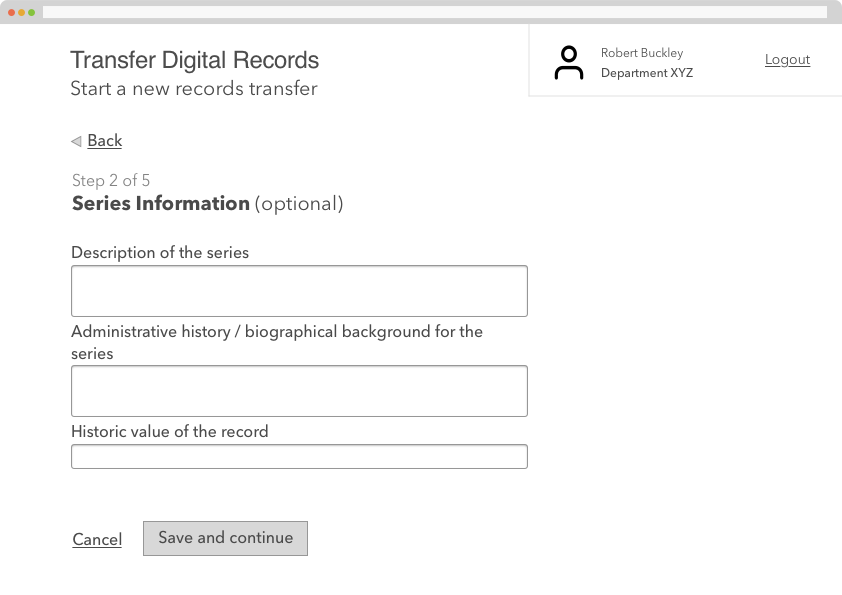 Transfer Digital Records
Start a new records transfer
Robert Buckley
Department XYZ
Logout
Back
Step 2 of 5
Series Information (optional)
Description of the series
Administrative history / biographical background for the
series
Historic value of the record
Cancel
Save and continue